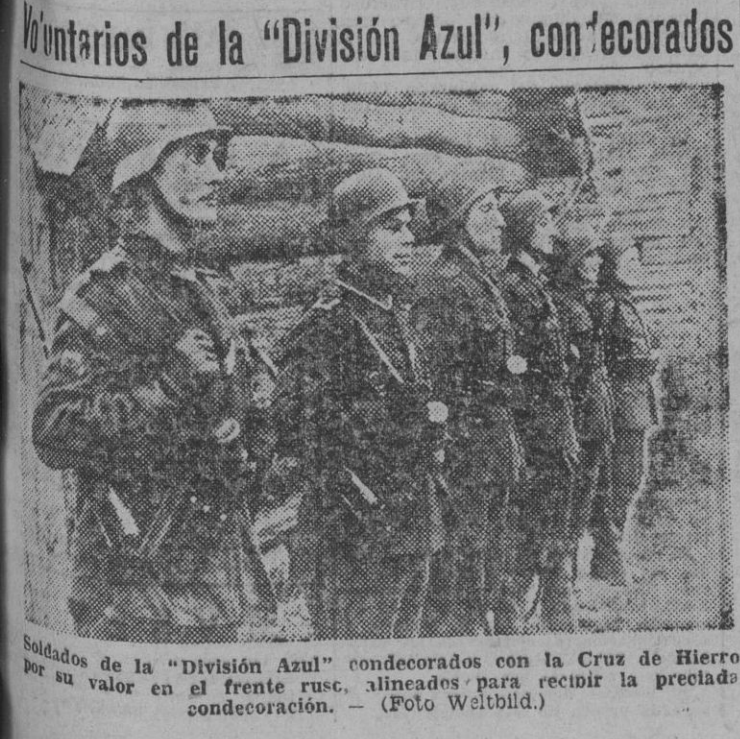 Voluntarios de la "División Azul", condecorados
Soldados de la "División Azul" condecorados con la Cruz de Hierro
por su valor en el frente ruso, alineados para recibir la preciada
condecoración. — (Foto Weltbild.)